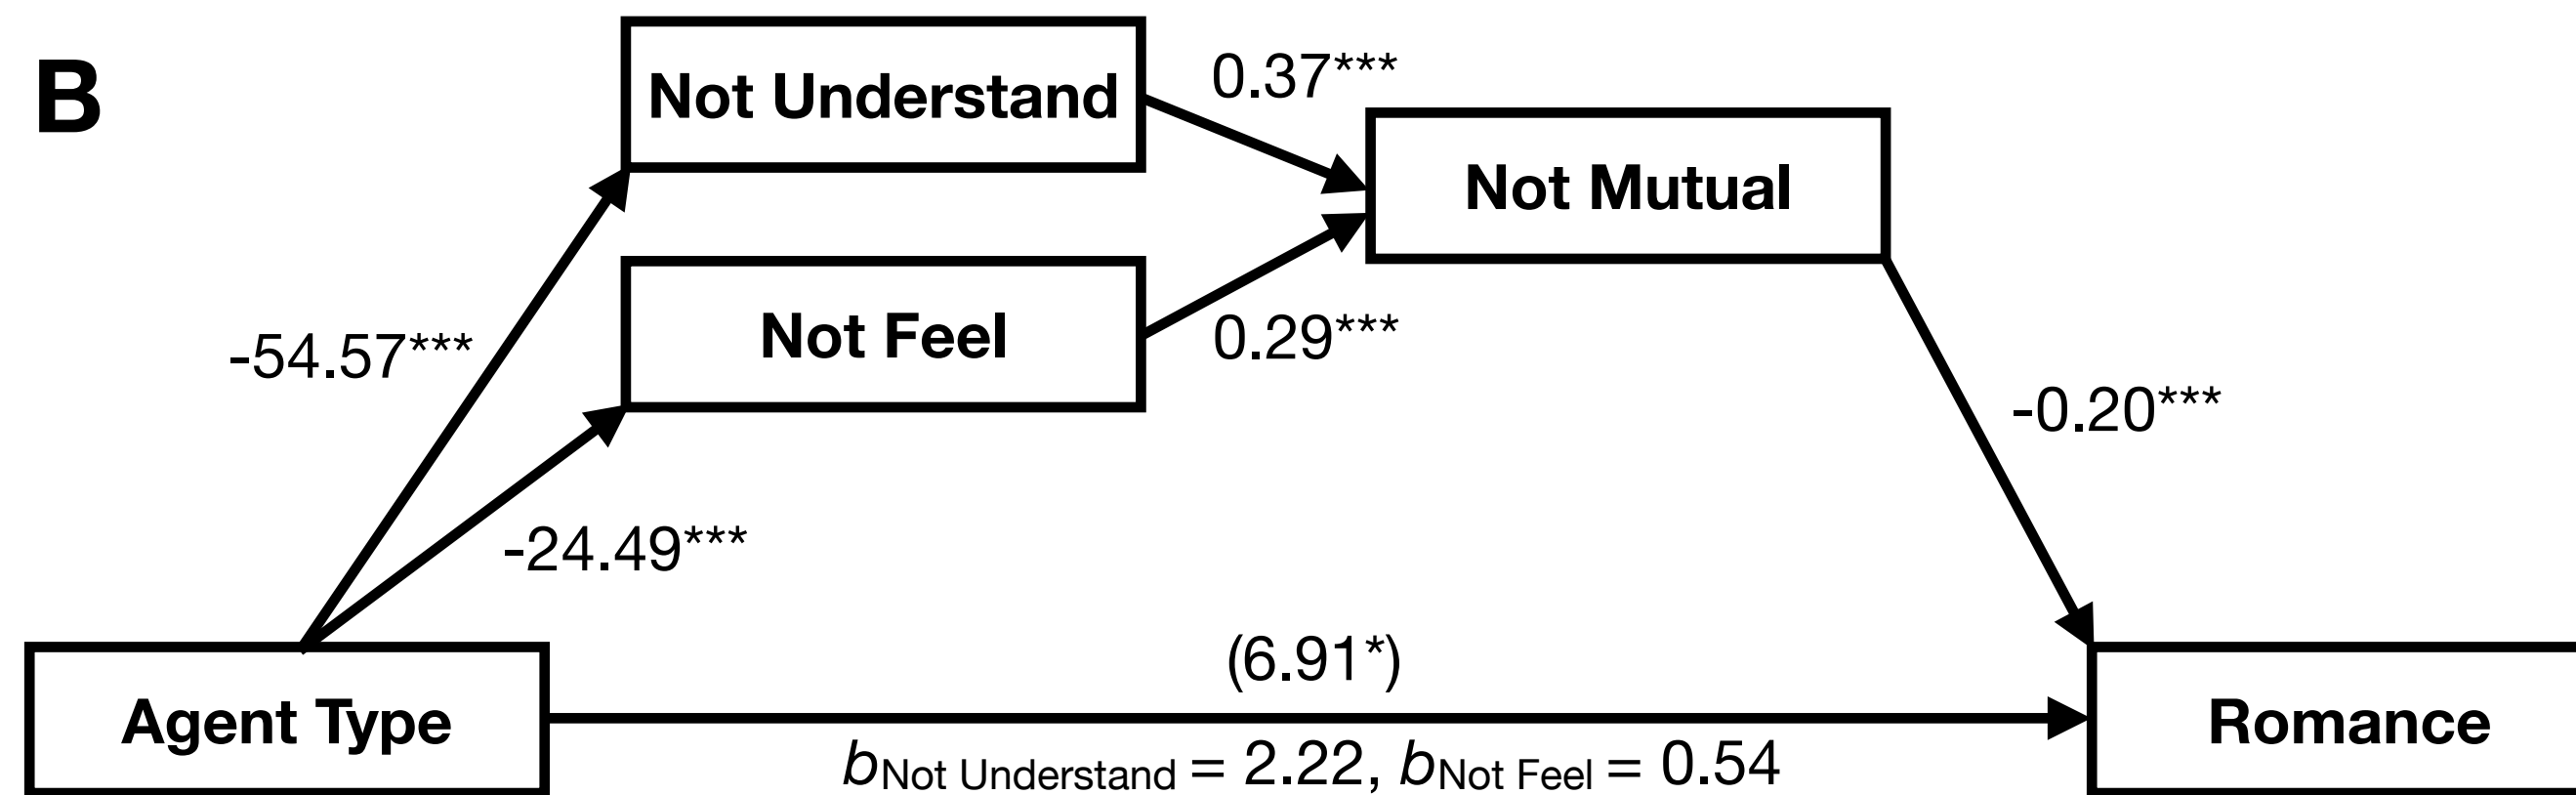 B
Not Understand
0.37***
Not Mutual
Not Feel
0.29***
-54.57***
-0.20***
-24.49***
(6.91*)
Agent Type
Romance
bNot Understand = 2.22, bNot Feel = 0.54